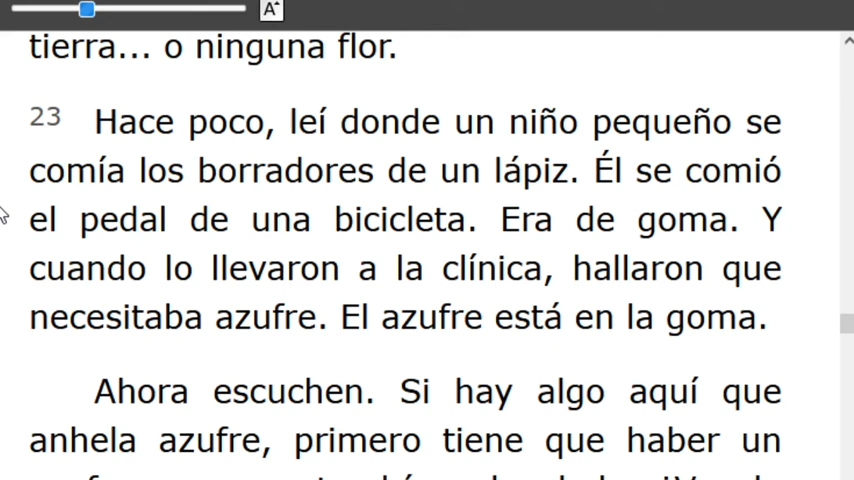 A
tierra... o ninguna flor.
23 Hace poco, leí donde un niño pequeño se
comía los borradores de un lápiz. Él se comió
el pedal de una bicicleta. Era de goma. Y
cuando lo llevaron a la clínica, hallaron que
necesitaba azufre. El azufre está en la goma.
Ahora escuchen. Si hay algo aquí que
anhela azufre, primero tiene que haber un